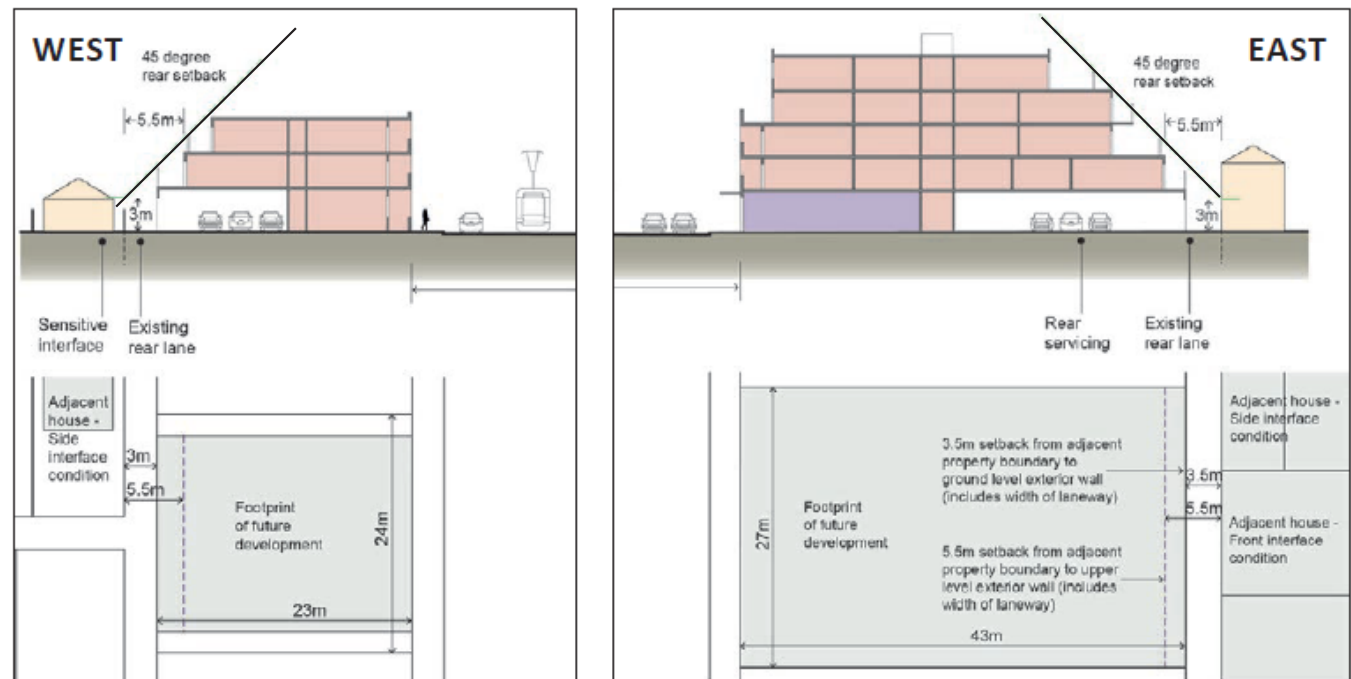 WEST
45 degree
rear setback
5.5m
3m
Sensitive
interface
Existing
rear lane
Adjacent
house -
Side
interface
condition
3m
5.5m
Footprint
of future
development
24m
23m
EAST
45 degree
rear setback
5.5m
3m
Rear
servicing
Existing
rear lane
Adjacent house -
Side interface
condition
3.5m setback from adjacent
property boundary to
ground level exterior wall
(includes width of laneway)
3.5m
5.5m
Footprint
of future
development
27m
Adjacent house -
Front interface
condition
5.5m setback from adjacent
property boundary to upper
level exterior wall (includes
width of laneway)
43m